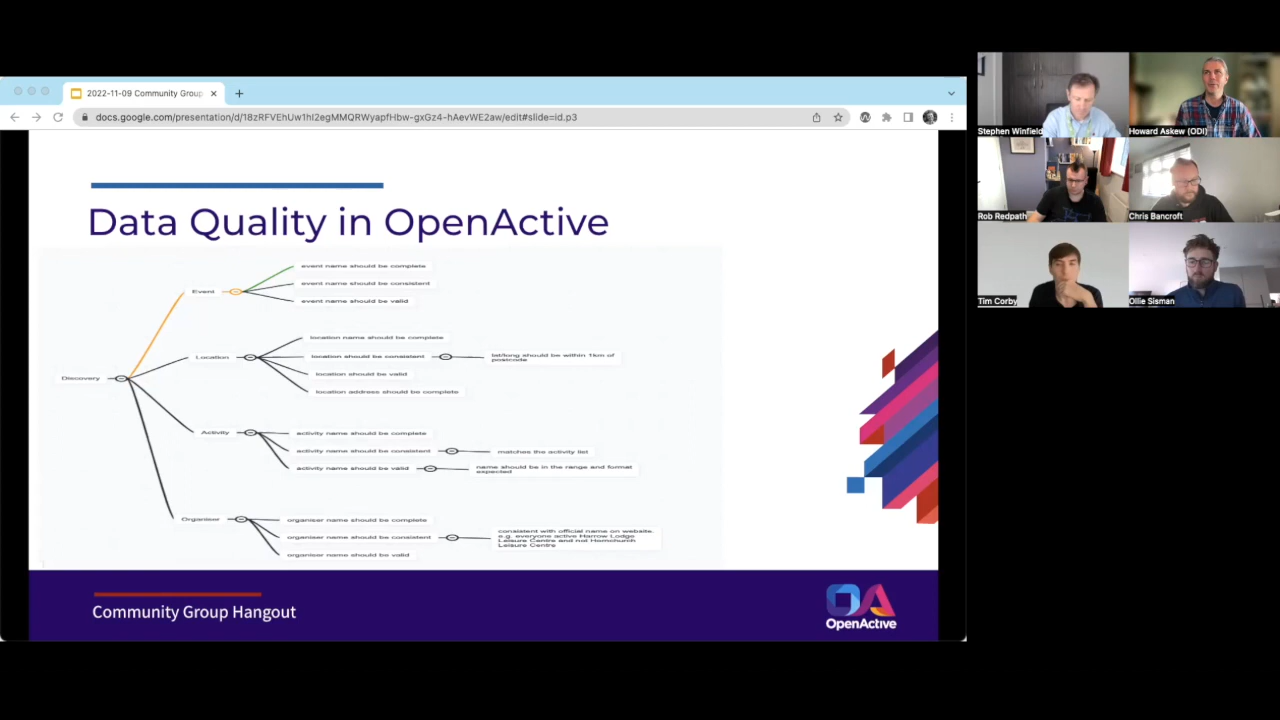 2022-11-09 Community Group
docs.google.com/presentation/d/18zRFVEhUw1hI2egMMQRWyapfHbw-gxGz4-hAevWE2aw/edit#slide=id.p3
Data Quality in OpenActive
Discovery
Event
event name should be complete
event name should be consistent
event name should be valid
Location
location name should be complete
location should be consistent
lat/long should be within 1km of
postcode
location should be valid
location address should be complete
Activity
activity name should be complete
activity name should be consistent
matches the activity list
activity name should be valid
name should be in the range and format
expected
Organiser
organiser name should be complete
organiser name should be consistent
consistent with official name on website.
e.g. everyone active Harrow Lodge
Leisure Centre and not Hornchurch
Leisure Centre
organiser name should be valid
Community Group Hangout
OpenActive
Stephen Winfield
Howard Askew (ODI)
Rob Redpath
Chris Bancroft
Tim Corby
Ollie Sisman